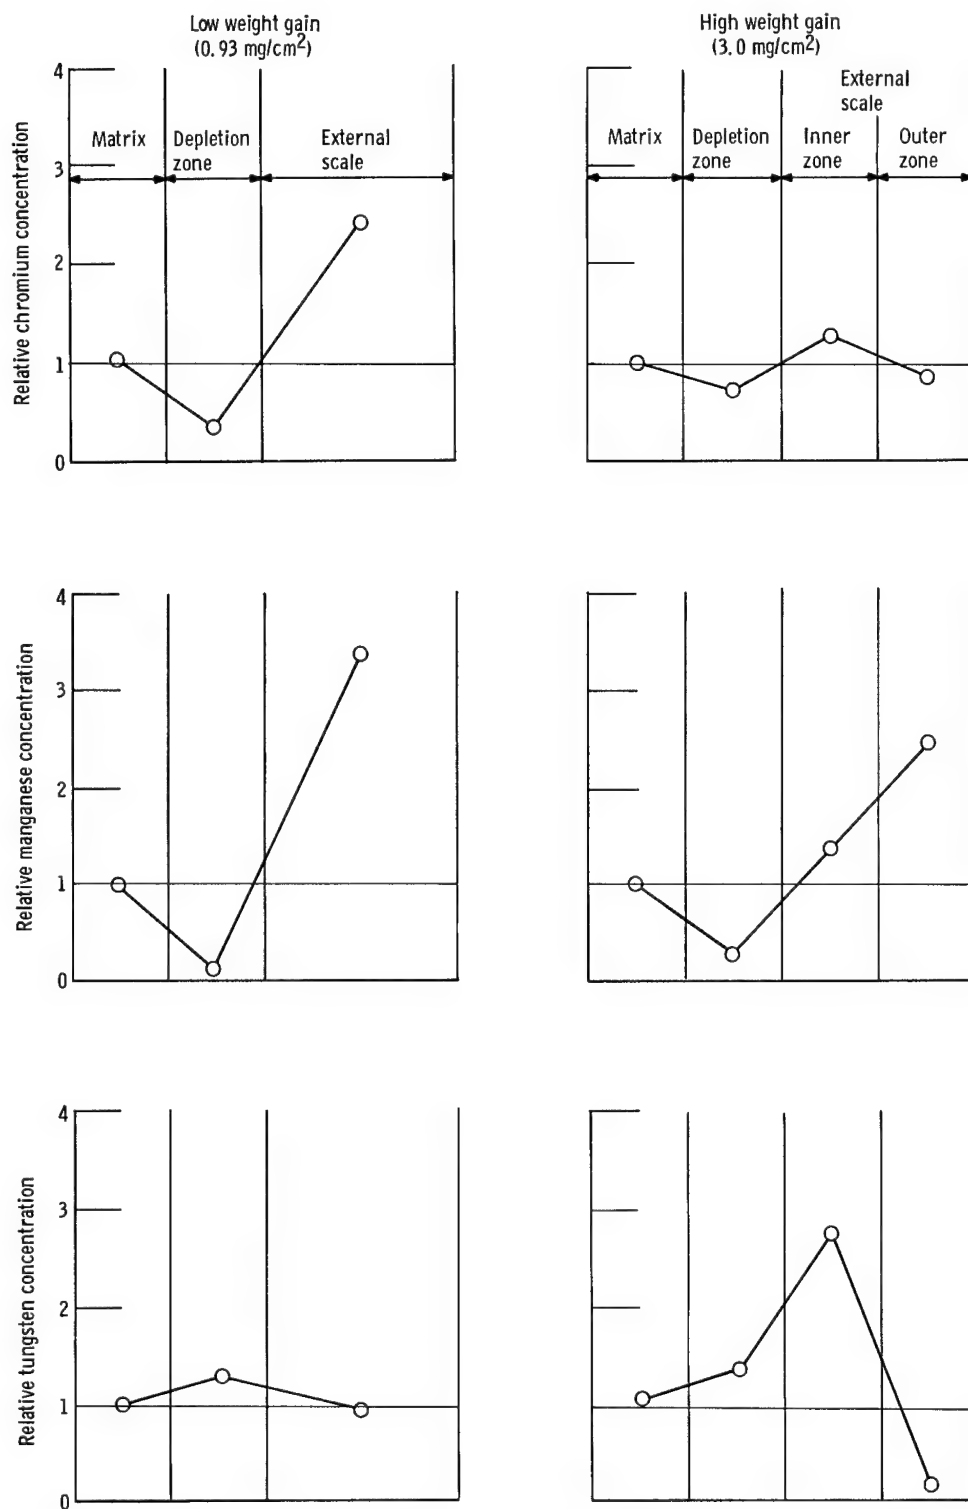 Low weight gain
(0.93 mg/cm2)
High weight gain
(3.0 mg/cm2)
Relative chromium concentration
4
3
2
1
0
Matrix
Depletion
zone
External
scale
Matrix
Depletion
zone
External
scale
Inner
zone
Outer
zone
Relative manganese concentration
4
3
2
1
0
Relative tungsten concentration
4
3
2
1
0